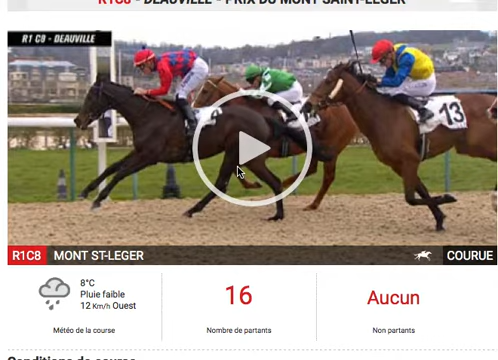 R1C8 - DEAUVILLE - PRIX DU MONT SAINT-LEGER
R1 C8 - DEAUVILLE
13
R1C8 MONT ST-LEGER COURUE
8°C
Pluie faible
12 Km/h Ouest
Météo de la course
16
Nombre de partants
Aucun
Non partants
Conditions de course